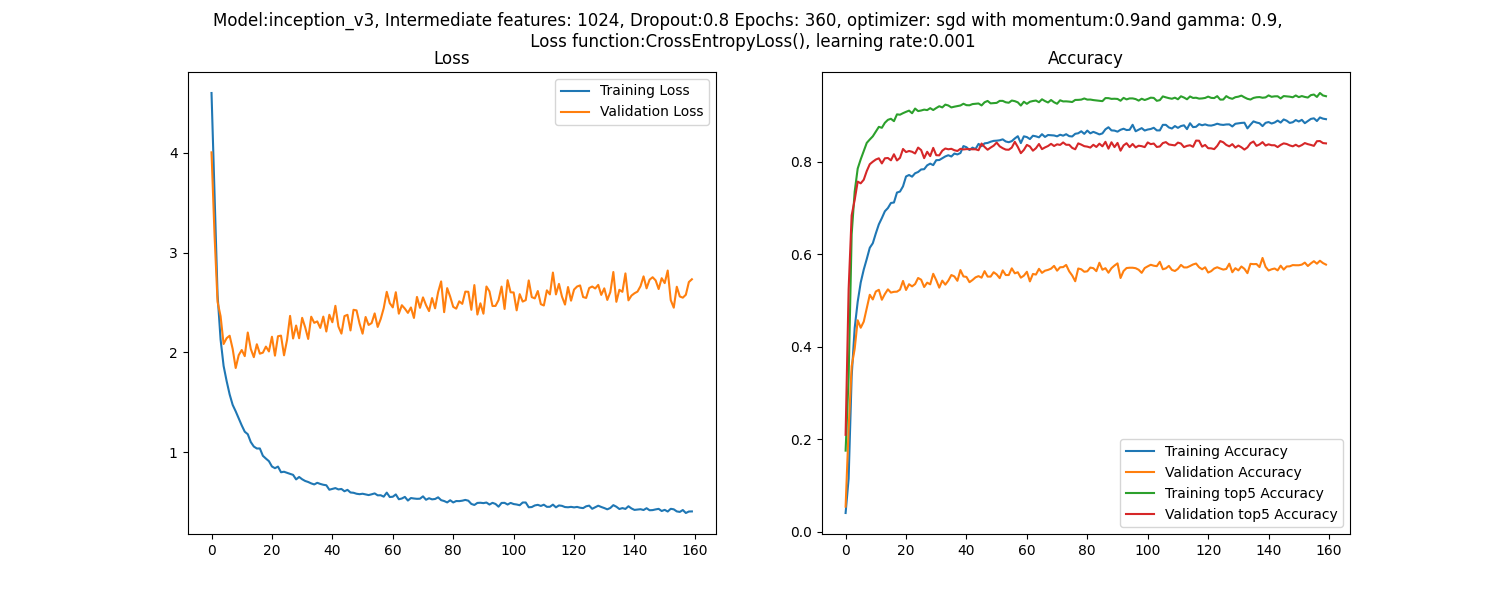 Model:inception_v3, Intermediate features: 1024, Dropout:0.8 Epochs: 360, optimizer: sgd with momentum:0.9and gamma: 0.9,
Loss function:CrossEntropyLoss(), learning rate:0.001
Loss
Training Loss
Validation Loss
4
3
2
1
0 20 40 60 80 100 120 140 160
Accuracy
0.8
0.6
0.4
0.2
0.0
Training Accuracy
Validation Accuracy
Training top5 Accuracy
Validation top5 Accuracy
0 20 40 60 80 100 120 140 160